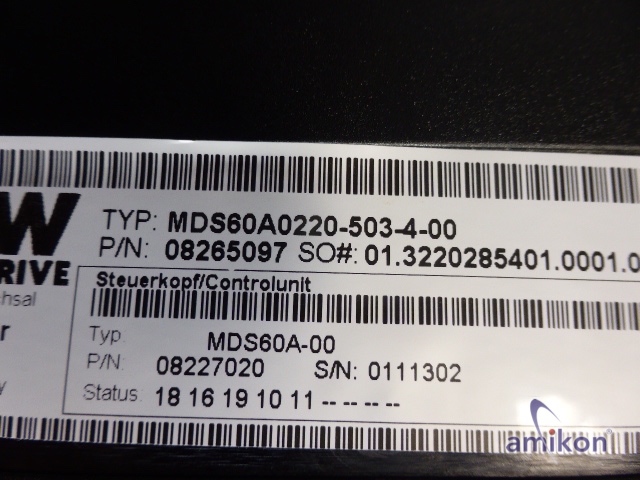 W
TYP: MDS60A0220-503-4-00
P/N: 08265097 SO#: 01.3220285401.0001.0
RIVE
chsal
Steuerkopf/Controlunit
r
Typ: MDS60A-00
P/N: 08227020 S/N: 0111302
y
Status: 18 16 19 10 11 -- -- -- --
amikon